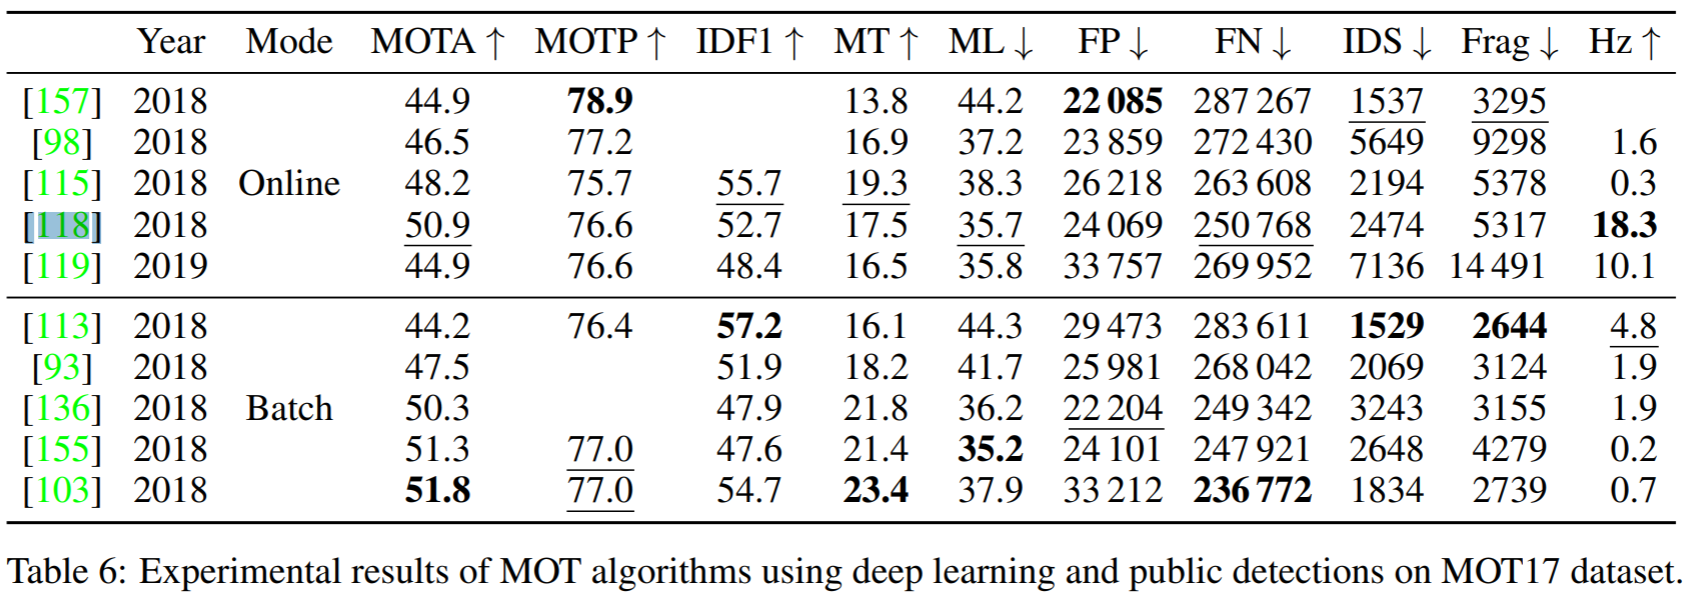 Year Mode MOTA ↑ MOTP ↑ IDF1 ↑ MT ↑ ML ↓ FP ↓ FN ↓ IDS ↓ Frag ↓ Hz ↑
[157] 2018 44.9 78.9 13.8 44.2 22 085 287 267 1537 3295
[98] 2018 46.5 77.2 16.9 37.2 23 859 272 430 5649 9298 1.6
[115] 2018 Online 48.2 75.7 55.7 19.3 38.3 26 218 263 608 2194 5378 0.3
[118] 2018 50.9 76.6 52.7 17.5 35.7 24 069 250 768 2474 5317 18.3
[119] 2019 44.9 76.6 48.4 16.5 35.8 33 757 269 952 7136 14 491 10.1
[113] 2018 44.2 76.4 57.2 16.1 44.3 29 473 283 611 1529 2644 4.8
[93] 2018 47.5 51.9 18.2 41.7 25 981 268 042 2069 3124 1.9
[136] 2018 Batch 50.3 47.9 21.8 36.2 22 204 249 342 3243 3155 1.9
[155] 2018 51.3 77.0 47.6 21.4 35.2 24 101 247 921 2648 4279 0.2
[103] 2018 51.8 77.0 54.7 23.4 37.9 33 212 236 772 1834 2739 0.7
Table 6: Experimental results of MOT algorithms using deep learning and public detections on MOT17 dataset.